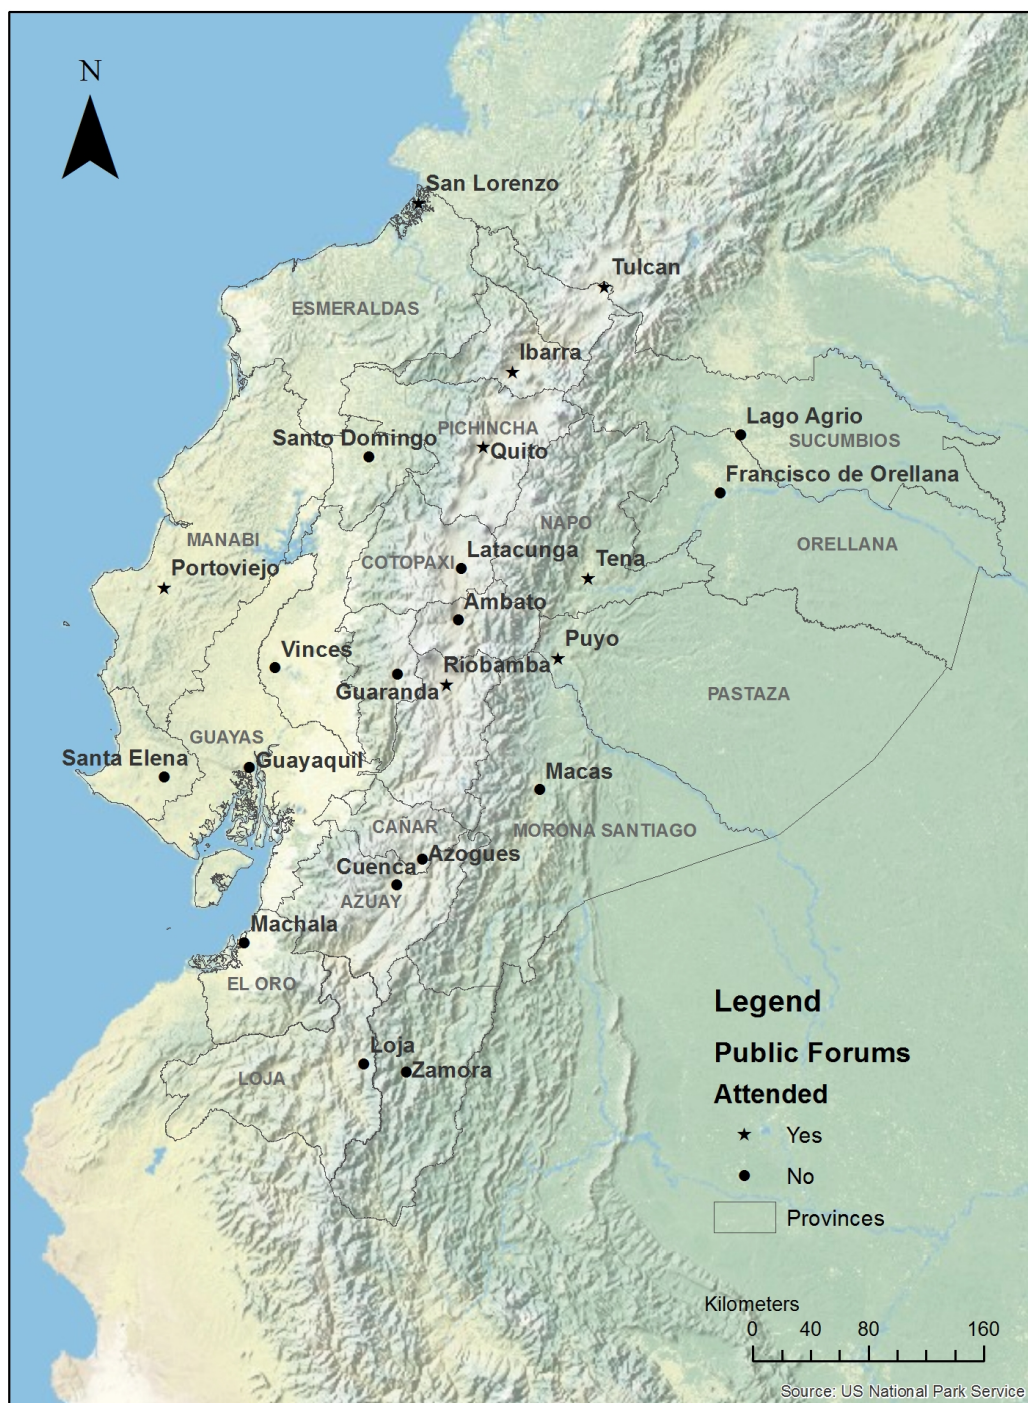 N
San Lorenzo
Tulcan
ESMERALDAS
Ibarra
Lago Agrio
PICHINCHA
Santo Domingo
SUCUMBIOS
Quito
Francisco de Orellana
NAPO
MANABI
ORELLANA
Latacunga
COTOPAXI
Tena
Portoviejo
Ambato
Puyo
Vinces
Riobamba
Guaranda
PASTAZA
GUAYAS
Santa Elena
Guayaquil
Macas
CAÑAR
MORONA SANTIAGO
Azogues
Cuenca
AZUAY
Machala
EL ORO
Legend
Loja
Public Forums
Zamora
LOJA
Attended
Yes
No
Provinces
Kilometers
0 40 80 160
Source: US National Park Service